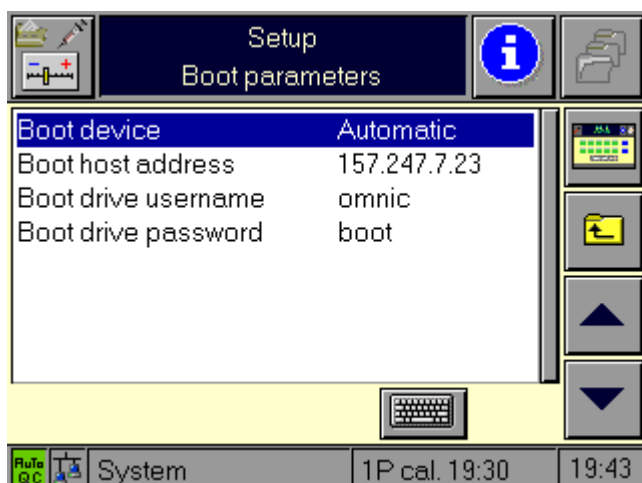 Setup
Boot parameters
Boot device Automatic
Boot host address 157.247.7.23
Boot drive username omnic
Boot drive password boot
AuTo QC System 1P cal. 19:30 19:43